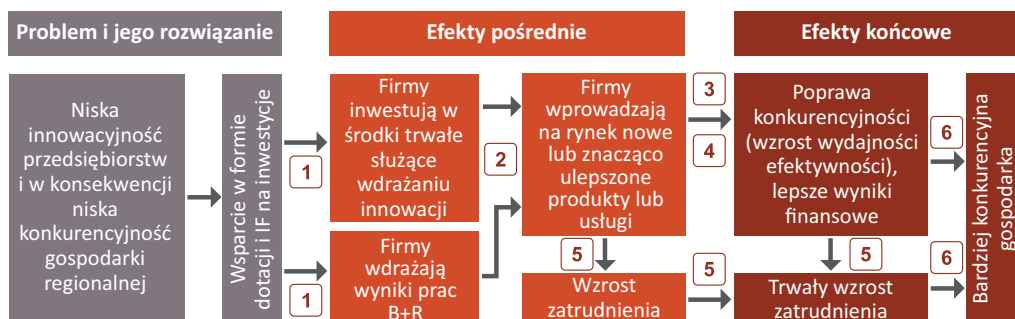 Problem i jego rozwiązanie
Efekty pośrednie
Efekty końcowe
Niska
innowacyjność
przedsiębiorstw
i w konsekwencji
niska
konkurencyjność
gospodarki
regionalnej
Wsparcie w formie
dotacji i IF na inwestycje
1
1
Firmy
inwestują w
środki trwałe
służące
wdrażaniu
innowacji
Firmy
wdrażają
wyniki prac
B+R
2
Firmy
wprowadzają
na rynek nowe
lub znacząco
ulepszone
produkty lub
usługi
5
Wzrost
zatrudnienia
3
4
5
Poprawa
konkurencyjności
(wzrost wydajności
efektywności),
lepsze wyniki
finansowe
5
Trwały wzrost
zatrudnienia
6
6
Bardziej konkurencyjna
gospodarka